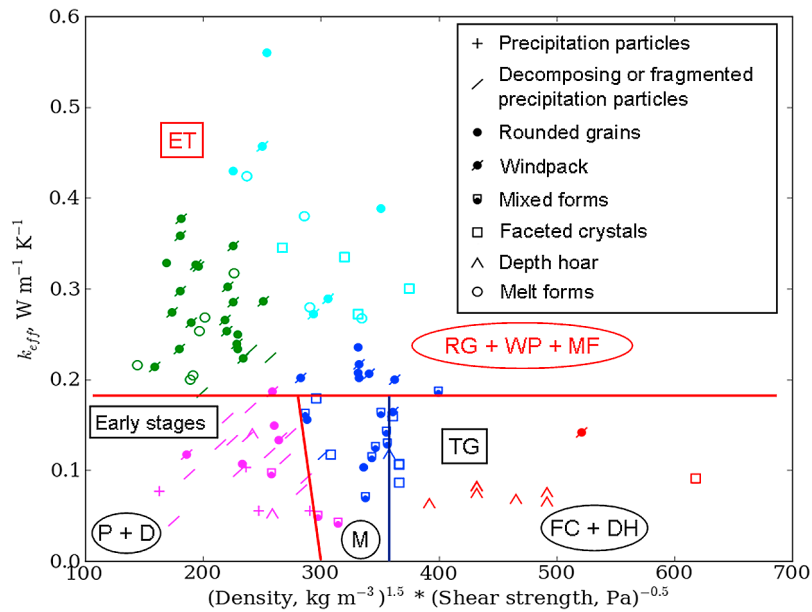 0.6
0.5
0.4
0.3
0.2
0.1
0.0
k_eff, W m⁻¹ K⁻¹
ET
Precipitation particles
Decomposing or fragmented
precipitation particles
Rounded grains
Windpack
Mixed forms
Faceted crystals
Depth hoar
Melt forms
RG + WP + MF
Early stages
TG
P + D
M
FC + DH
100 200 300 400 500 600 700
(Density, kg m⁻³)¹·⁵ * (Shear strength, Pa)⁻⁰·⁵